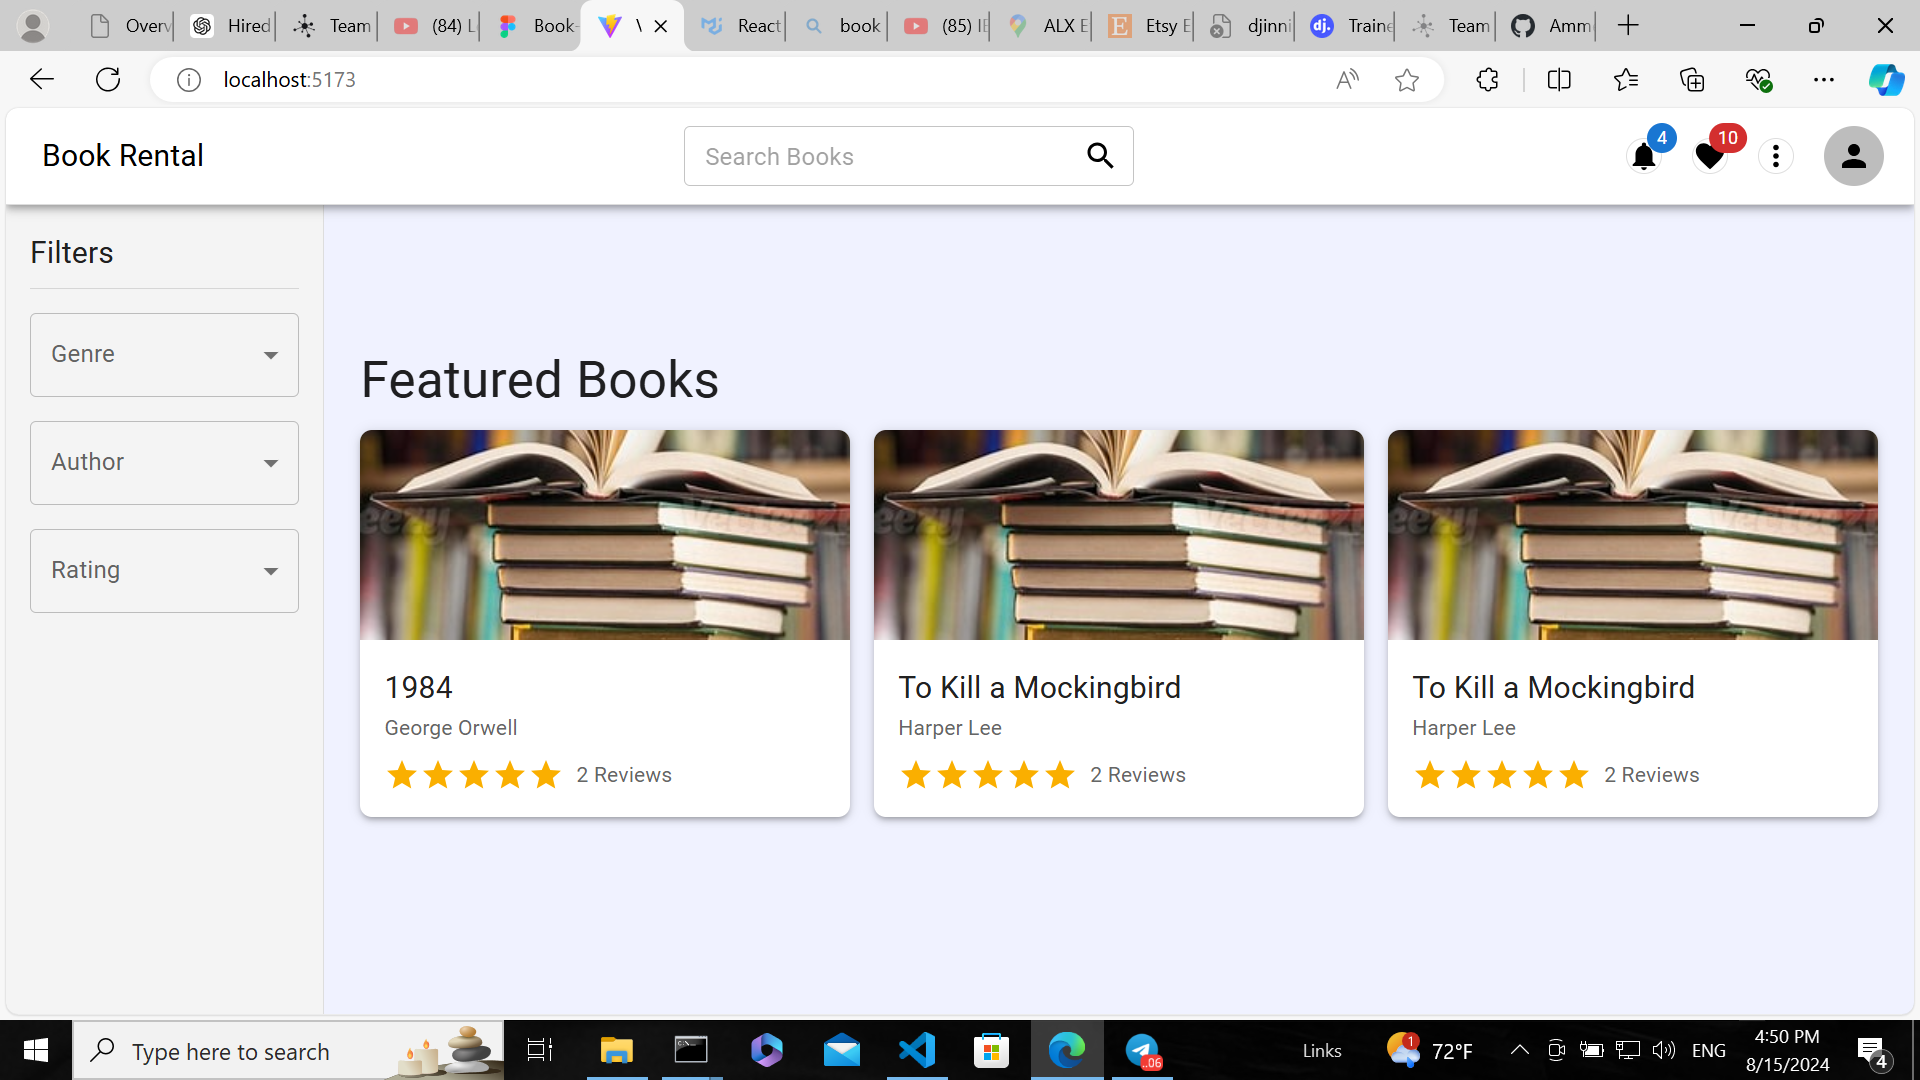 Overv
Hired
Team
(84) L
Book-
React
book
(85) IE
ALX E
Etsy E
djinni
Traine
Team
Amm
localhost:5173
Book Rental
Search Books
4
10
Filters
Genre
Author
Rating
Featured Books
1984
George Orwell
2 Reviews
To Kill a Mockingbird
Harper Lee
2 Reviews
To Kill a Mockingbird
Harper Lee
2 Reviews
Type here to search
Links
1
72°F
ENG
4:50 PM
8/15/2024
4